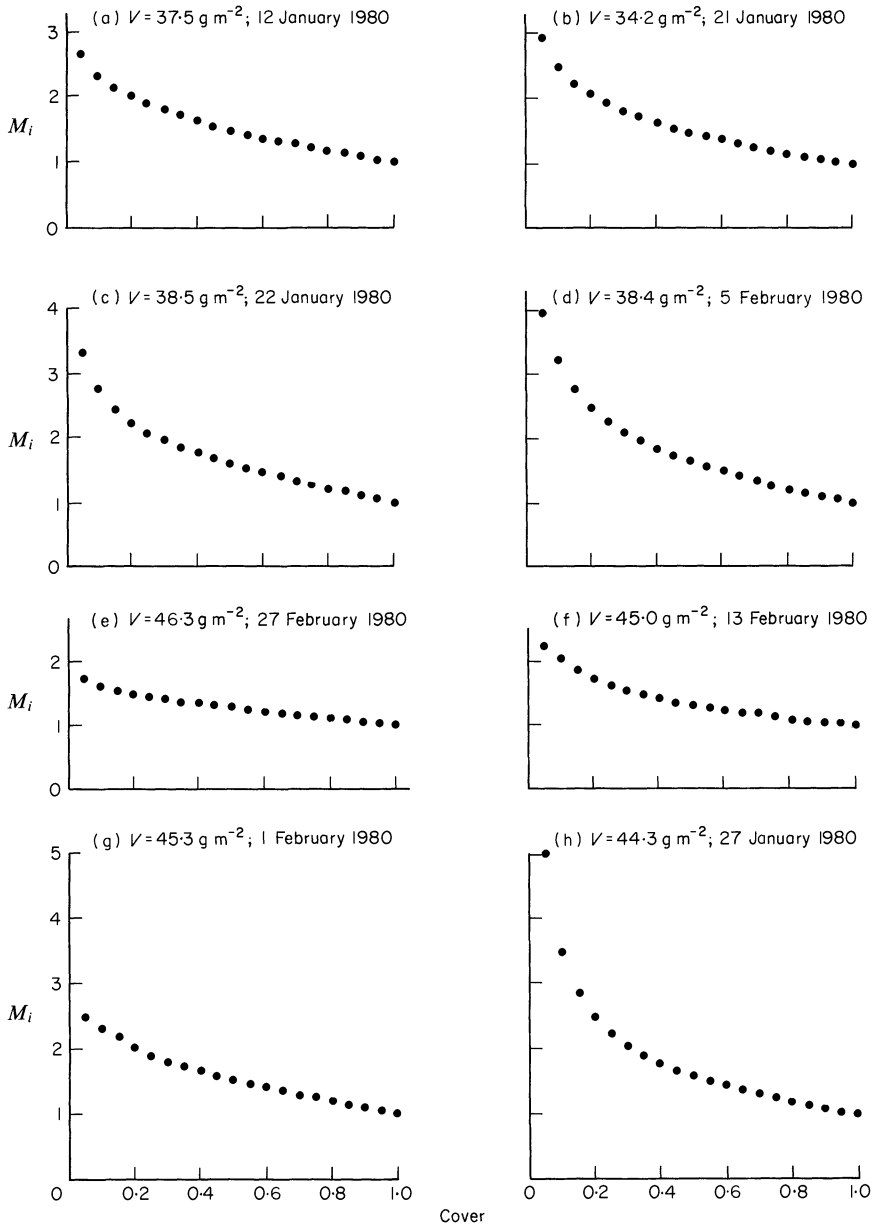 (a) V = 37·5 g m⁻²; 12 January 1980
(b) V = 34·2 g m⁻²; 21 January 1980
3
2
1
0
Mᵢ
(c) V = 38·5 g m⁻²; 22 January 1980
(d) V = 38·4 g m⁻²; 5 February 1980
4
3
2
1
0
Mᵢ
(e) V = 46·3 g m⁻²; 27 February 1980
(f) V = 45·0 g m⁻²; 13 February 1980
2
1
0
Mᵢ
(g) V = 45·3 g m⁻²; 1 February 1980
(h) V = 44·3 g m⁻²; 27 January 1980
5
4
3
2
1
Mᵢ
0 0·2 0·4 0·6 0·8 1·0
0 0·2 0·4 0·6 0·8 1·0
Cover